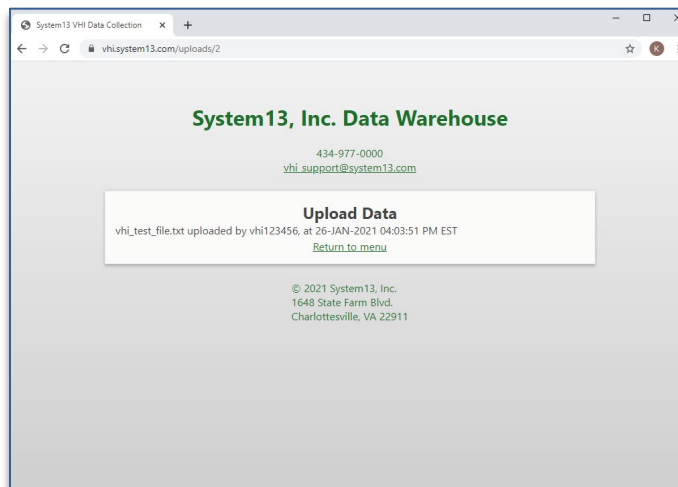 System13 VHI Data Collection
vhi.system13.com/uploads/2
K
System13, Inc. Data Warehouse
434-977-0000
vhi_support@system13.com
Upload Data
vhi_test_file.txt uploaded by vhi123456, at 26-JAN-2021 04:03:51 PM EST
Return to menu
© 2021 System13, Inc.
1648 State Farm Blvd.
Charlottesville, VA 22911